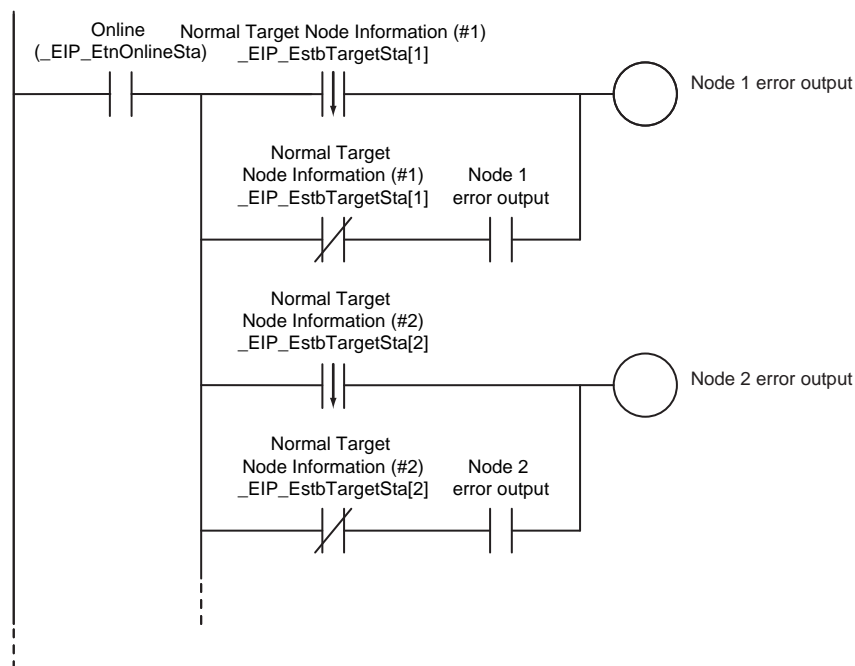 Online
(_EIP_EtnOnlineSta)
Normal Target Node Information (#1)
_EIP_EstbTargetSta[1]
Node 1 error output
Normal Target
Node Information (#1)
_EIP_EstbTargetSta[1]
Node 1
error output
Normal Target
Node Information (#2)
_EIP_EstbTargetSta[2]
Node 2 error output
Normal Target
Node Information (#2)
_EIP_EstbTargetSta[2]
Node 2
error output